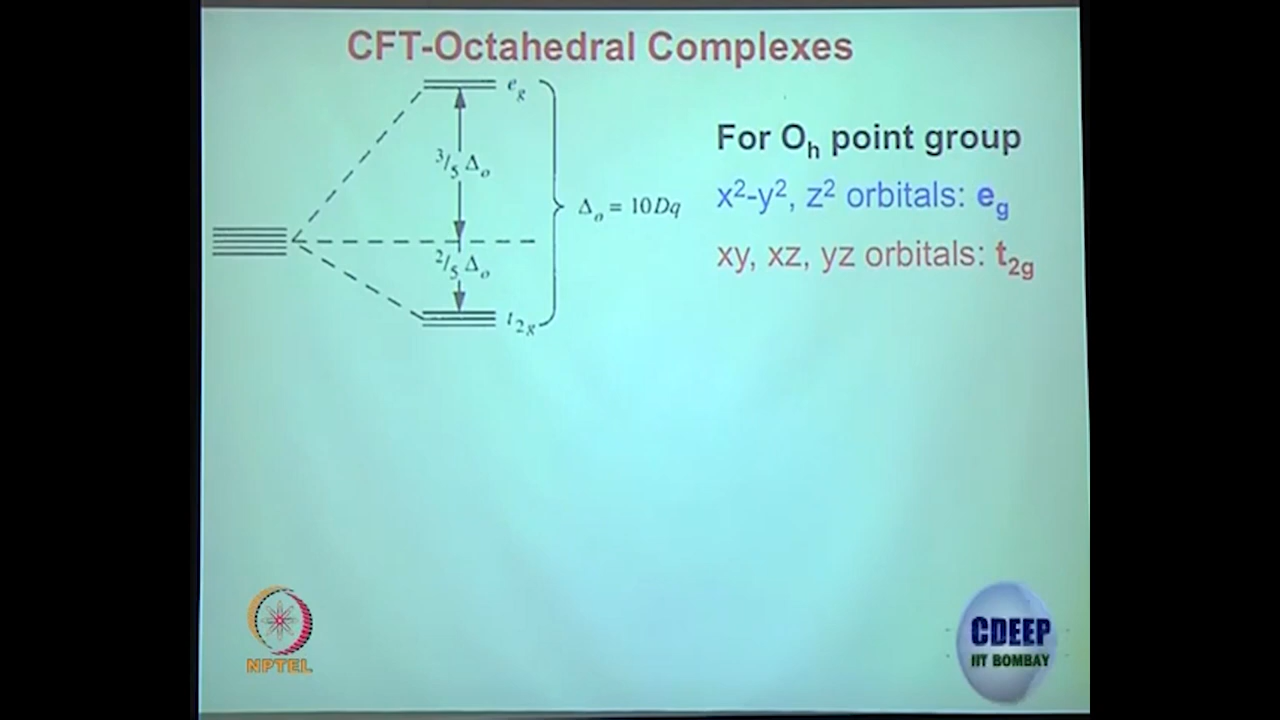 CFT-Octahedral Complexes
e_g
3/5 Δ_o
Δ_o = 10Dq
2/5 Δ_o
t_2g
For O_h point group
x²-y², z² orbitals: e_g
xy, xz, yz orbitals: t_2g
NPTEL
CDEEP
IIT BOMBAY